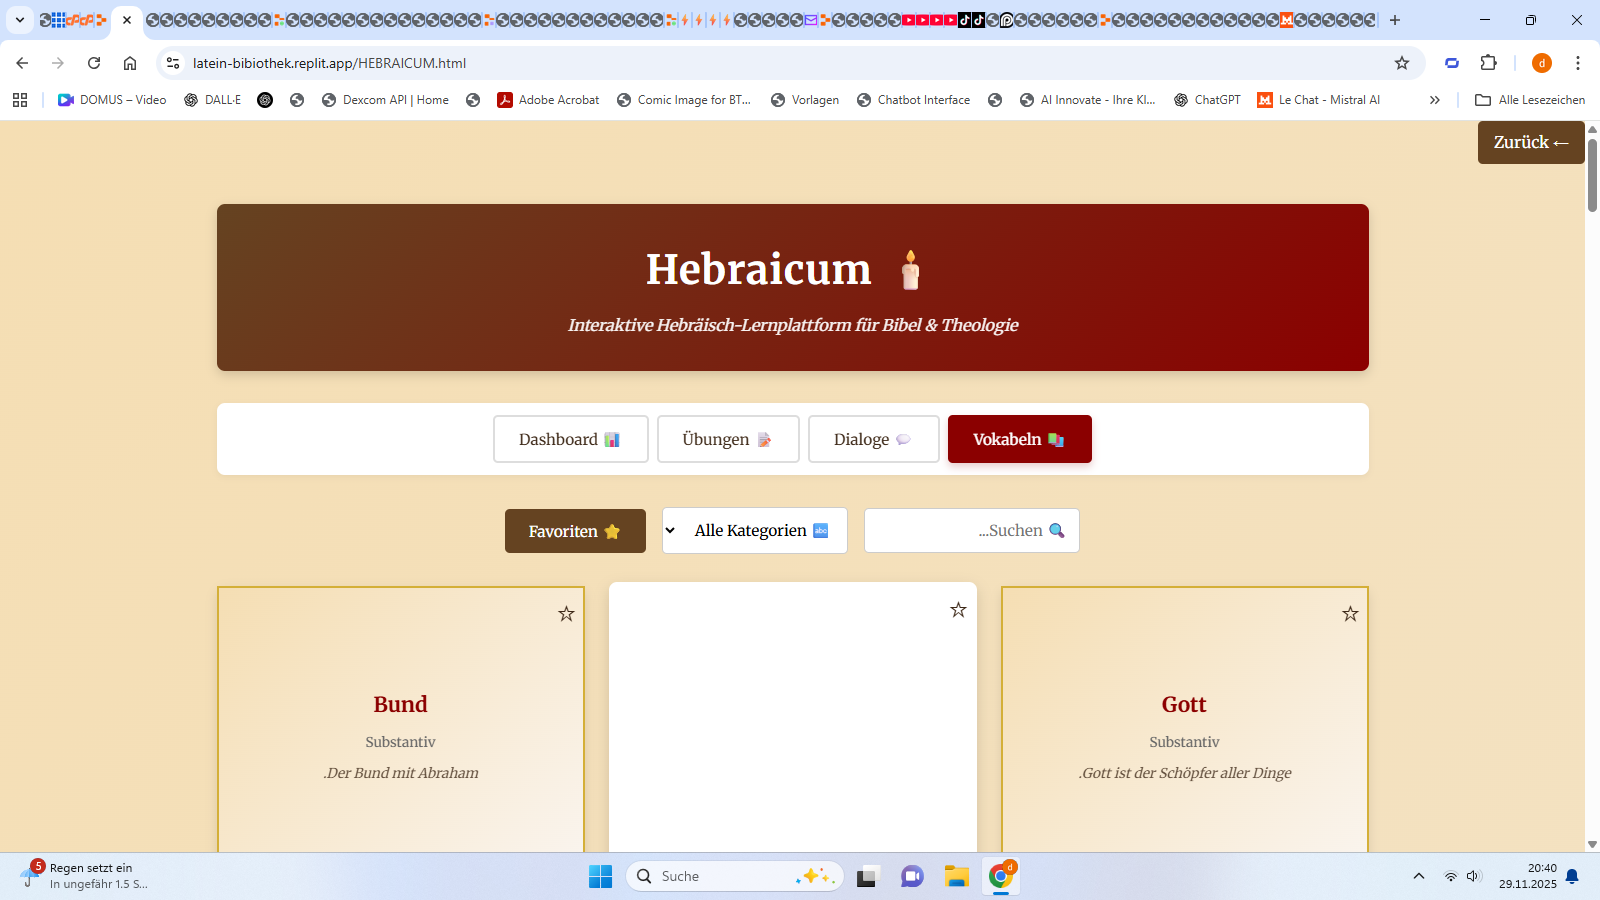 latein-bibiothek.replit.app/HEBRAICUM.html
d
DOMUS – Video
DALL·E
Dexcom API | Home
Adobe Acrobat
Comic Image for BT...
Vorlagen
Chatbot Interface
AI Innovate - Ihre KI...
ChatGPT
Le Chat - Mistral AI
Alle Lesezeichen
Zurück ←
Hebraicum 🕯️
Interaktive Hebräisch-Lernplattform für Bibel & Theologie
Dashboard 📊
Übungen 📝
Dialoge 💬
Vokabeln 📚
Favoriten ⭐
Alle Kategorien 🔤
...Suchen 🔍
Bund
Substantiv
.Der Bund mit Abraham
Gott
Substantiv
.Gott ist der Schöpfer aller Dinge
5
Regen setzt ein
In ungefähr 1.5 S...
Suche
d
20:40
29.11.2025